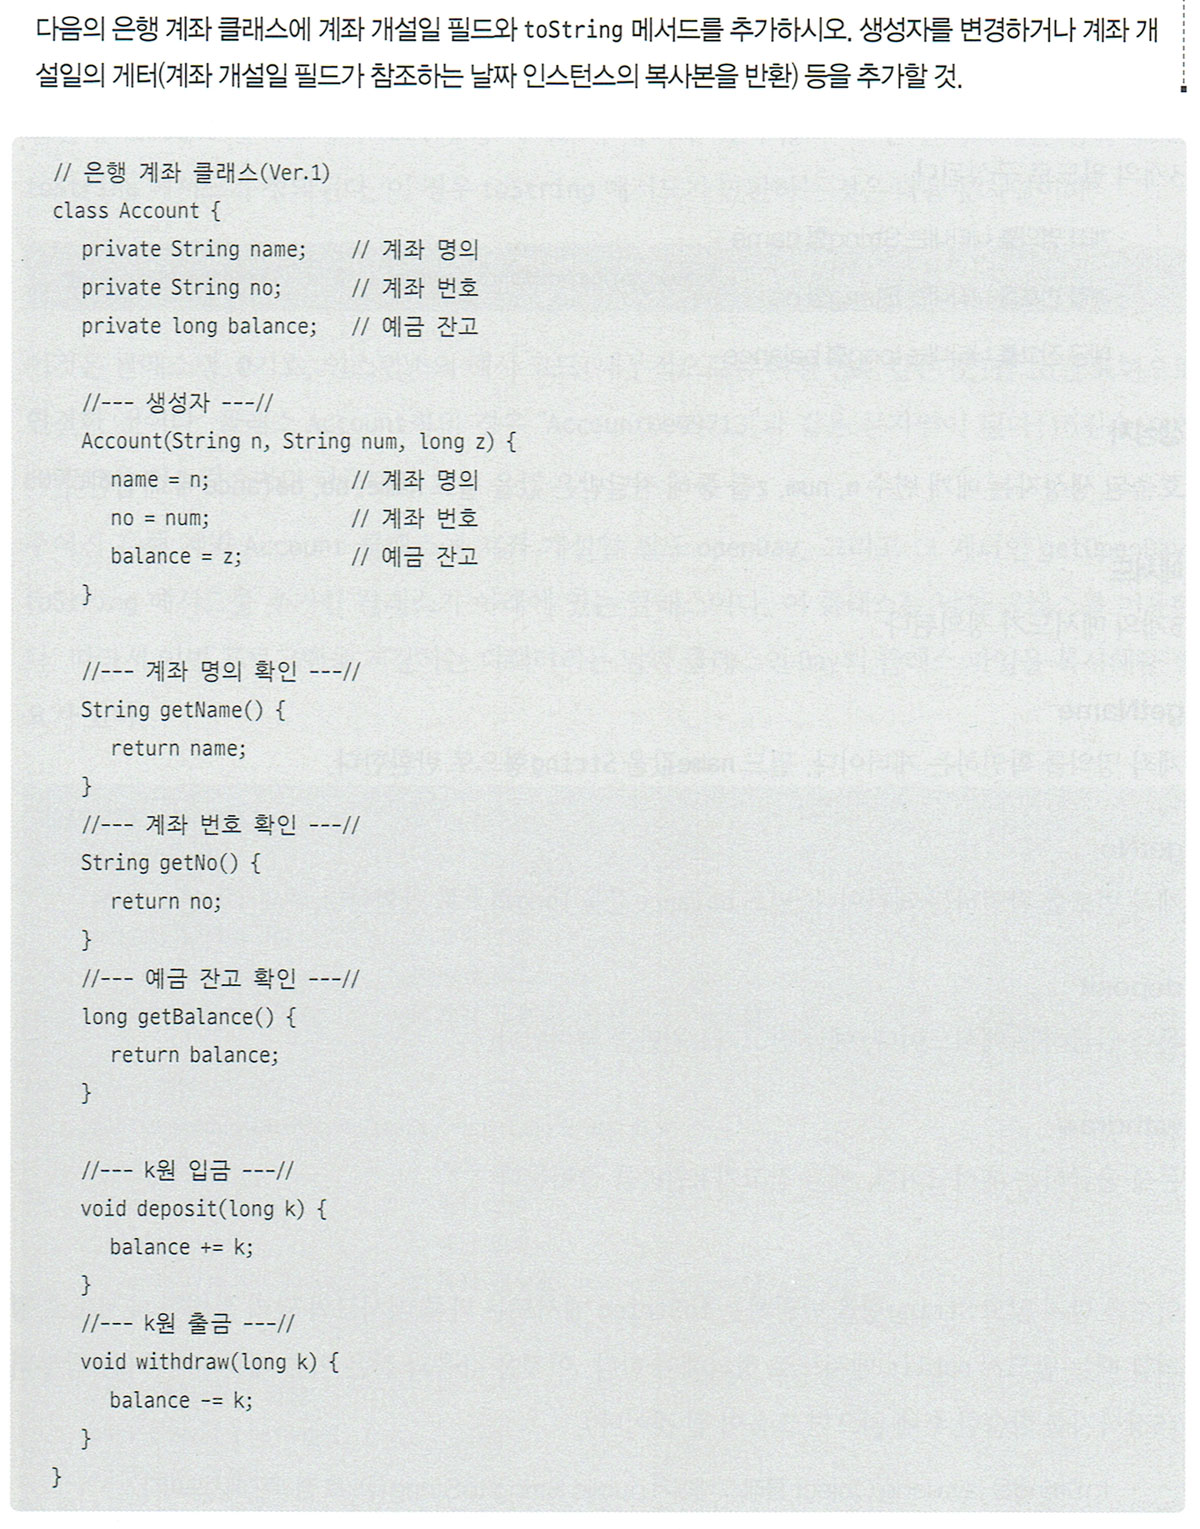 다음의 은행 계좌 클래스에 계좌 개설일 필드와 toString 메서드를 추가하시오. 생성자를 변경하거나 계좌 개
설일의 게터(계좌 개설일 필드가 참조하는 날짜 인스턴스의 복사본을 반환) 등을 추가할 것.
// 은행 계좌 클래스(Ver.1)
class Account {
private String name; // 계좌 명의
private String no; // 계좌 번호
private long balance; // 예금 잔고
//--- 생성자 ---//
Account(String n, String num, long z) {
name = n; // 계좌 명의
no = num; // 계좌 번호
balance = z; // 예금 잔고
}
//--- 계좌 명의 확인 ---//
String getName() {
return name;
}
//--- 계좌 번호 확인 ---//
String getNo() {
return no;
}
//--- 예금 잔고 확인 ---//
long getBalance() {
return balance;
}
//--- k원 입금 ---//
void deposit(long k) {
balance += k;
}
//--- k원 출금 ---//
void withdraw(long k) {
balance -= k;
}
}